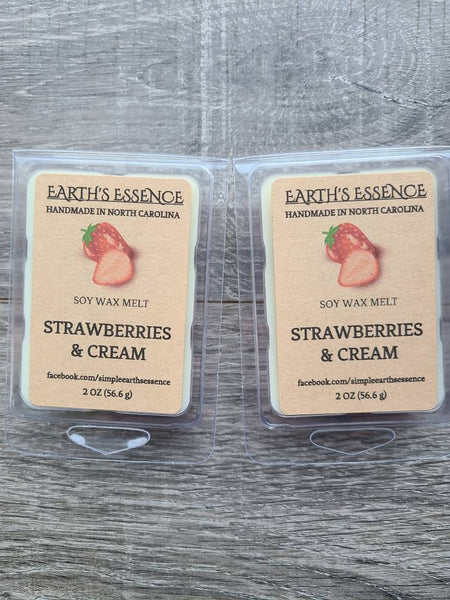 EARTH'S ESSENCE
HANDMADE IN NORTH CAROLINA
SOY WAX MELT
STRAWBERRIES
& CREAM
facebook.com/simpleearthsessence
2 OZ (56.6 g)
EARTH'S ESSENCE
HANDMADE IN NORTH CAROLINA
SOY WAX MELT
STRAWBERRIES
& CREAM
facebook.com/simpleearthsessence
2 OZ (56.6 g)